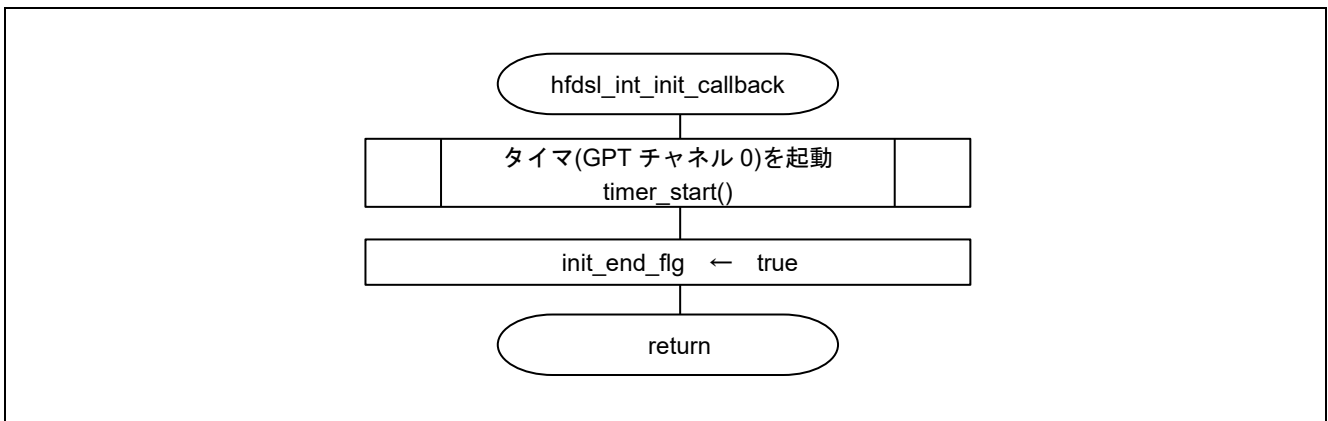 hfdsl_int_init_callback
タイマ(GPT チャネル 0)を起動
timer_start()
init_end_flg ← true
return